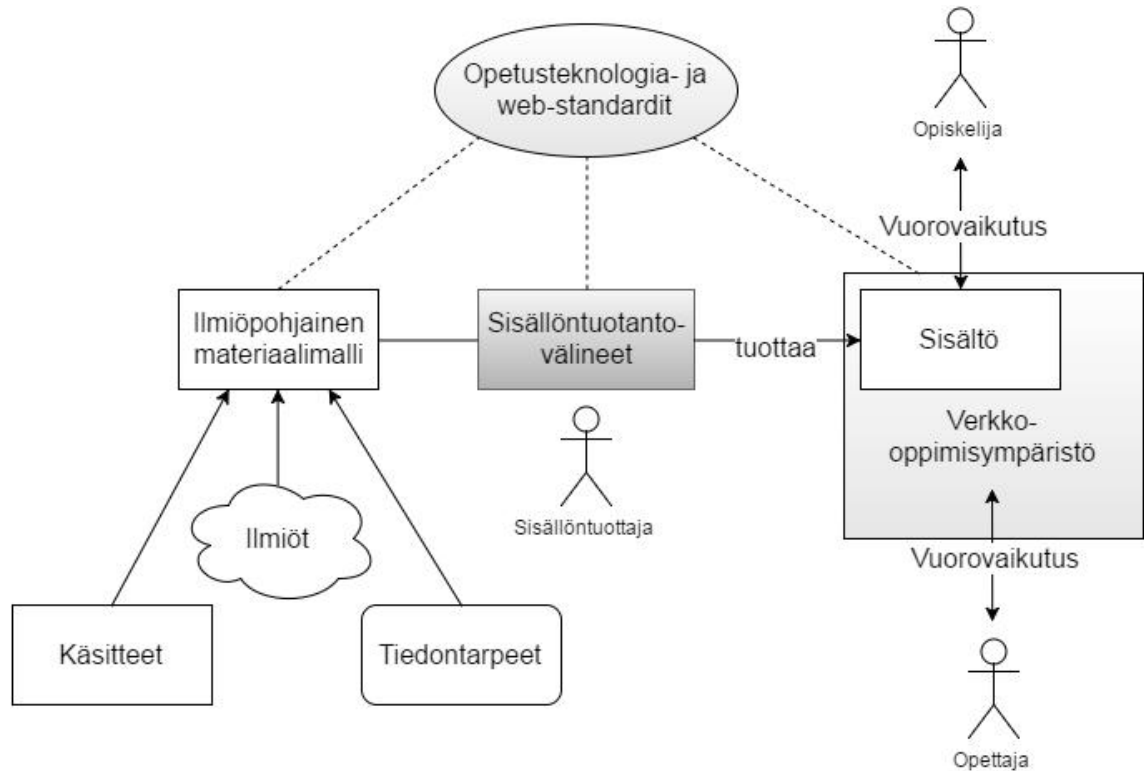 Opetusteknologia- ja
web-standardit
Opiskelija
Vuorovaikutus
Ilmiöpohjainen
materiaalimalli
Sisällöntuotanto-
välineet
tuottaa
Sisältö
Verkko-
oppimisympäristö
Sisällöntuottaja
Ilmiöt
Vuorovaikutus
Käsitteet
Tiedontarpeet
Opettaja